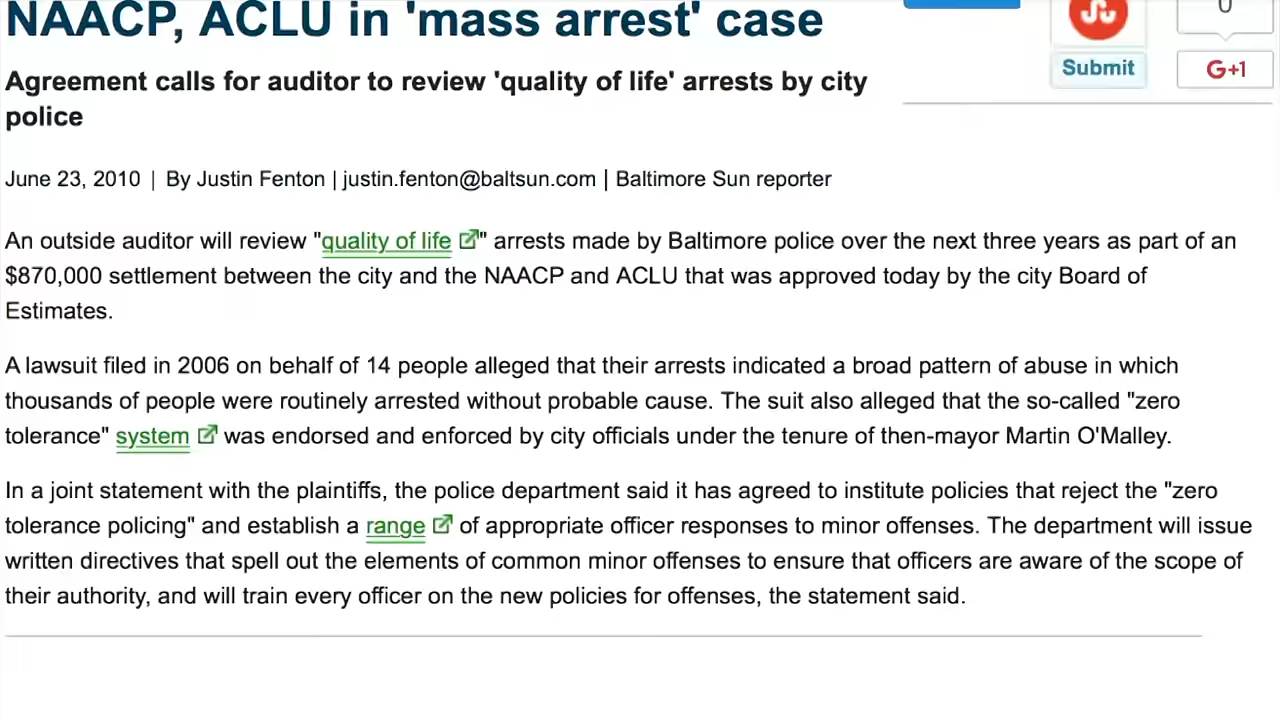 NAACP, ACLU in 'mass arrest' case
0
Submit
G+1
Agreement calls for auditor to review 'quality of life' arrests by city
police
June 23, 2010 | By Justin Fenton | justin.fenton@baltsun.com | Baltimore Sun reporter
An outside auditor will review "quality of life" arrests made by Baltimore police over the next three years as part of an
$870,000 settlement between the city and the NAACP and ACLU that was approved today by the city Board of
Estimates.
A lawsuit filed in 2006 on behalf of 14 people alleged that their arrests indicated a broad pattern of abuse in which
thousands of people were routinely arrested without probable cause. The suit also alleged that the so-called "zero
tolerance" system was endorsed and enforced by city officials under the tenure of then-mayor Martin O'Malley.
In a joint statement with the plaintiffs, the police department said it has agreed to institute policies that reject the "zero
tolerance policing" and establish a range of appropriate officer responses to minor offenses. The department will issue
written directives that spell out the elements of common minor offenses to ensure that officers are aware of the scope of
their authority, and will train every officer on the new policies for offenses, the statement said.